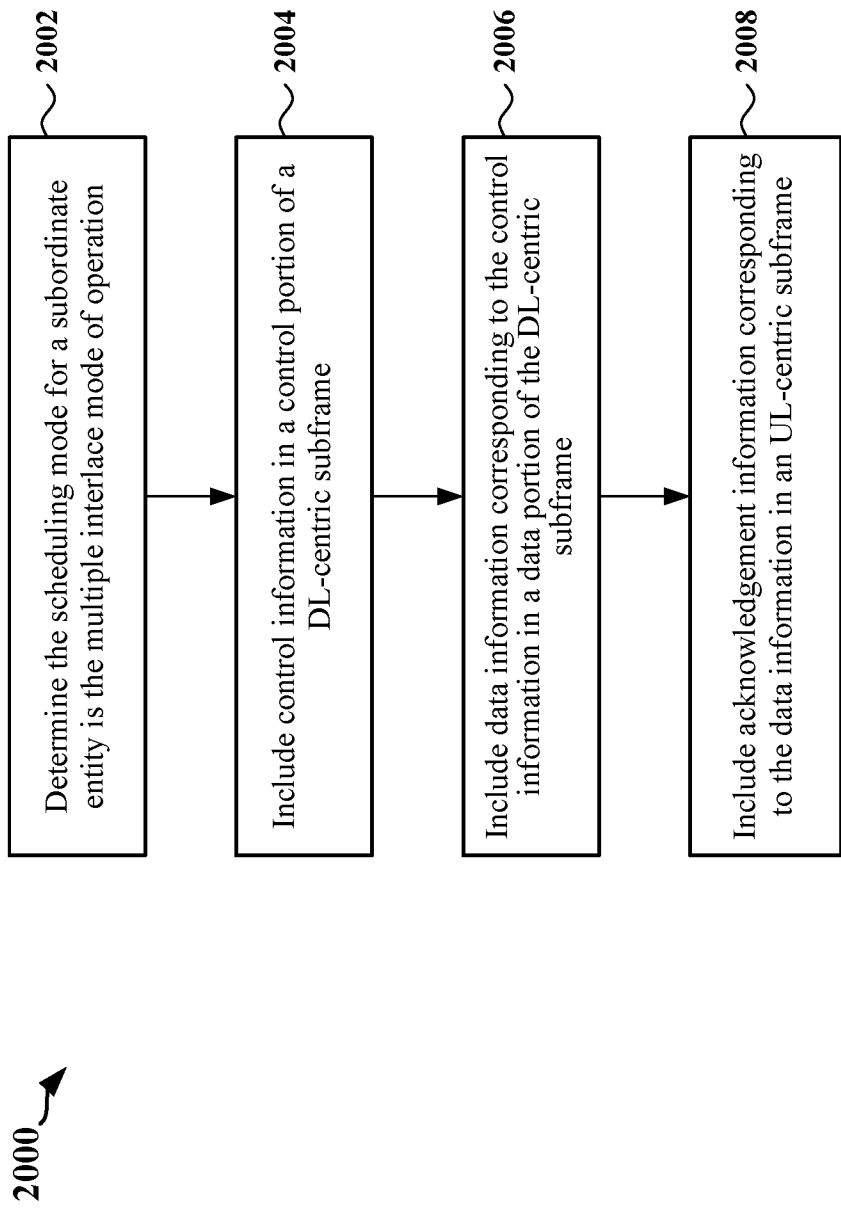 2000
Determine the scheduling mode for a subordinate
entity is the multiple interlace mode of operation
2002
Include control information in a control portion of a
DL-centric subframe
2004
Include data information corresponding to the control
information in a data portion of the DL-centric
subframe
2006
Include acknowledgement information corresponding
to the data information in an UL-centric subframe
2008